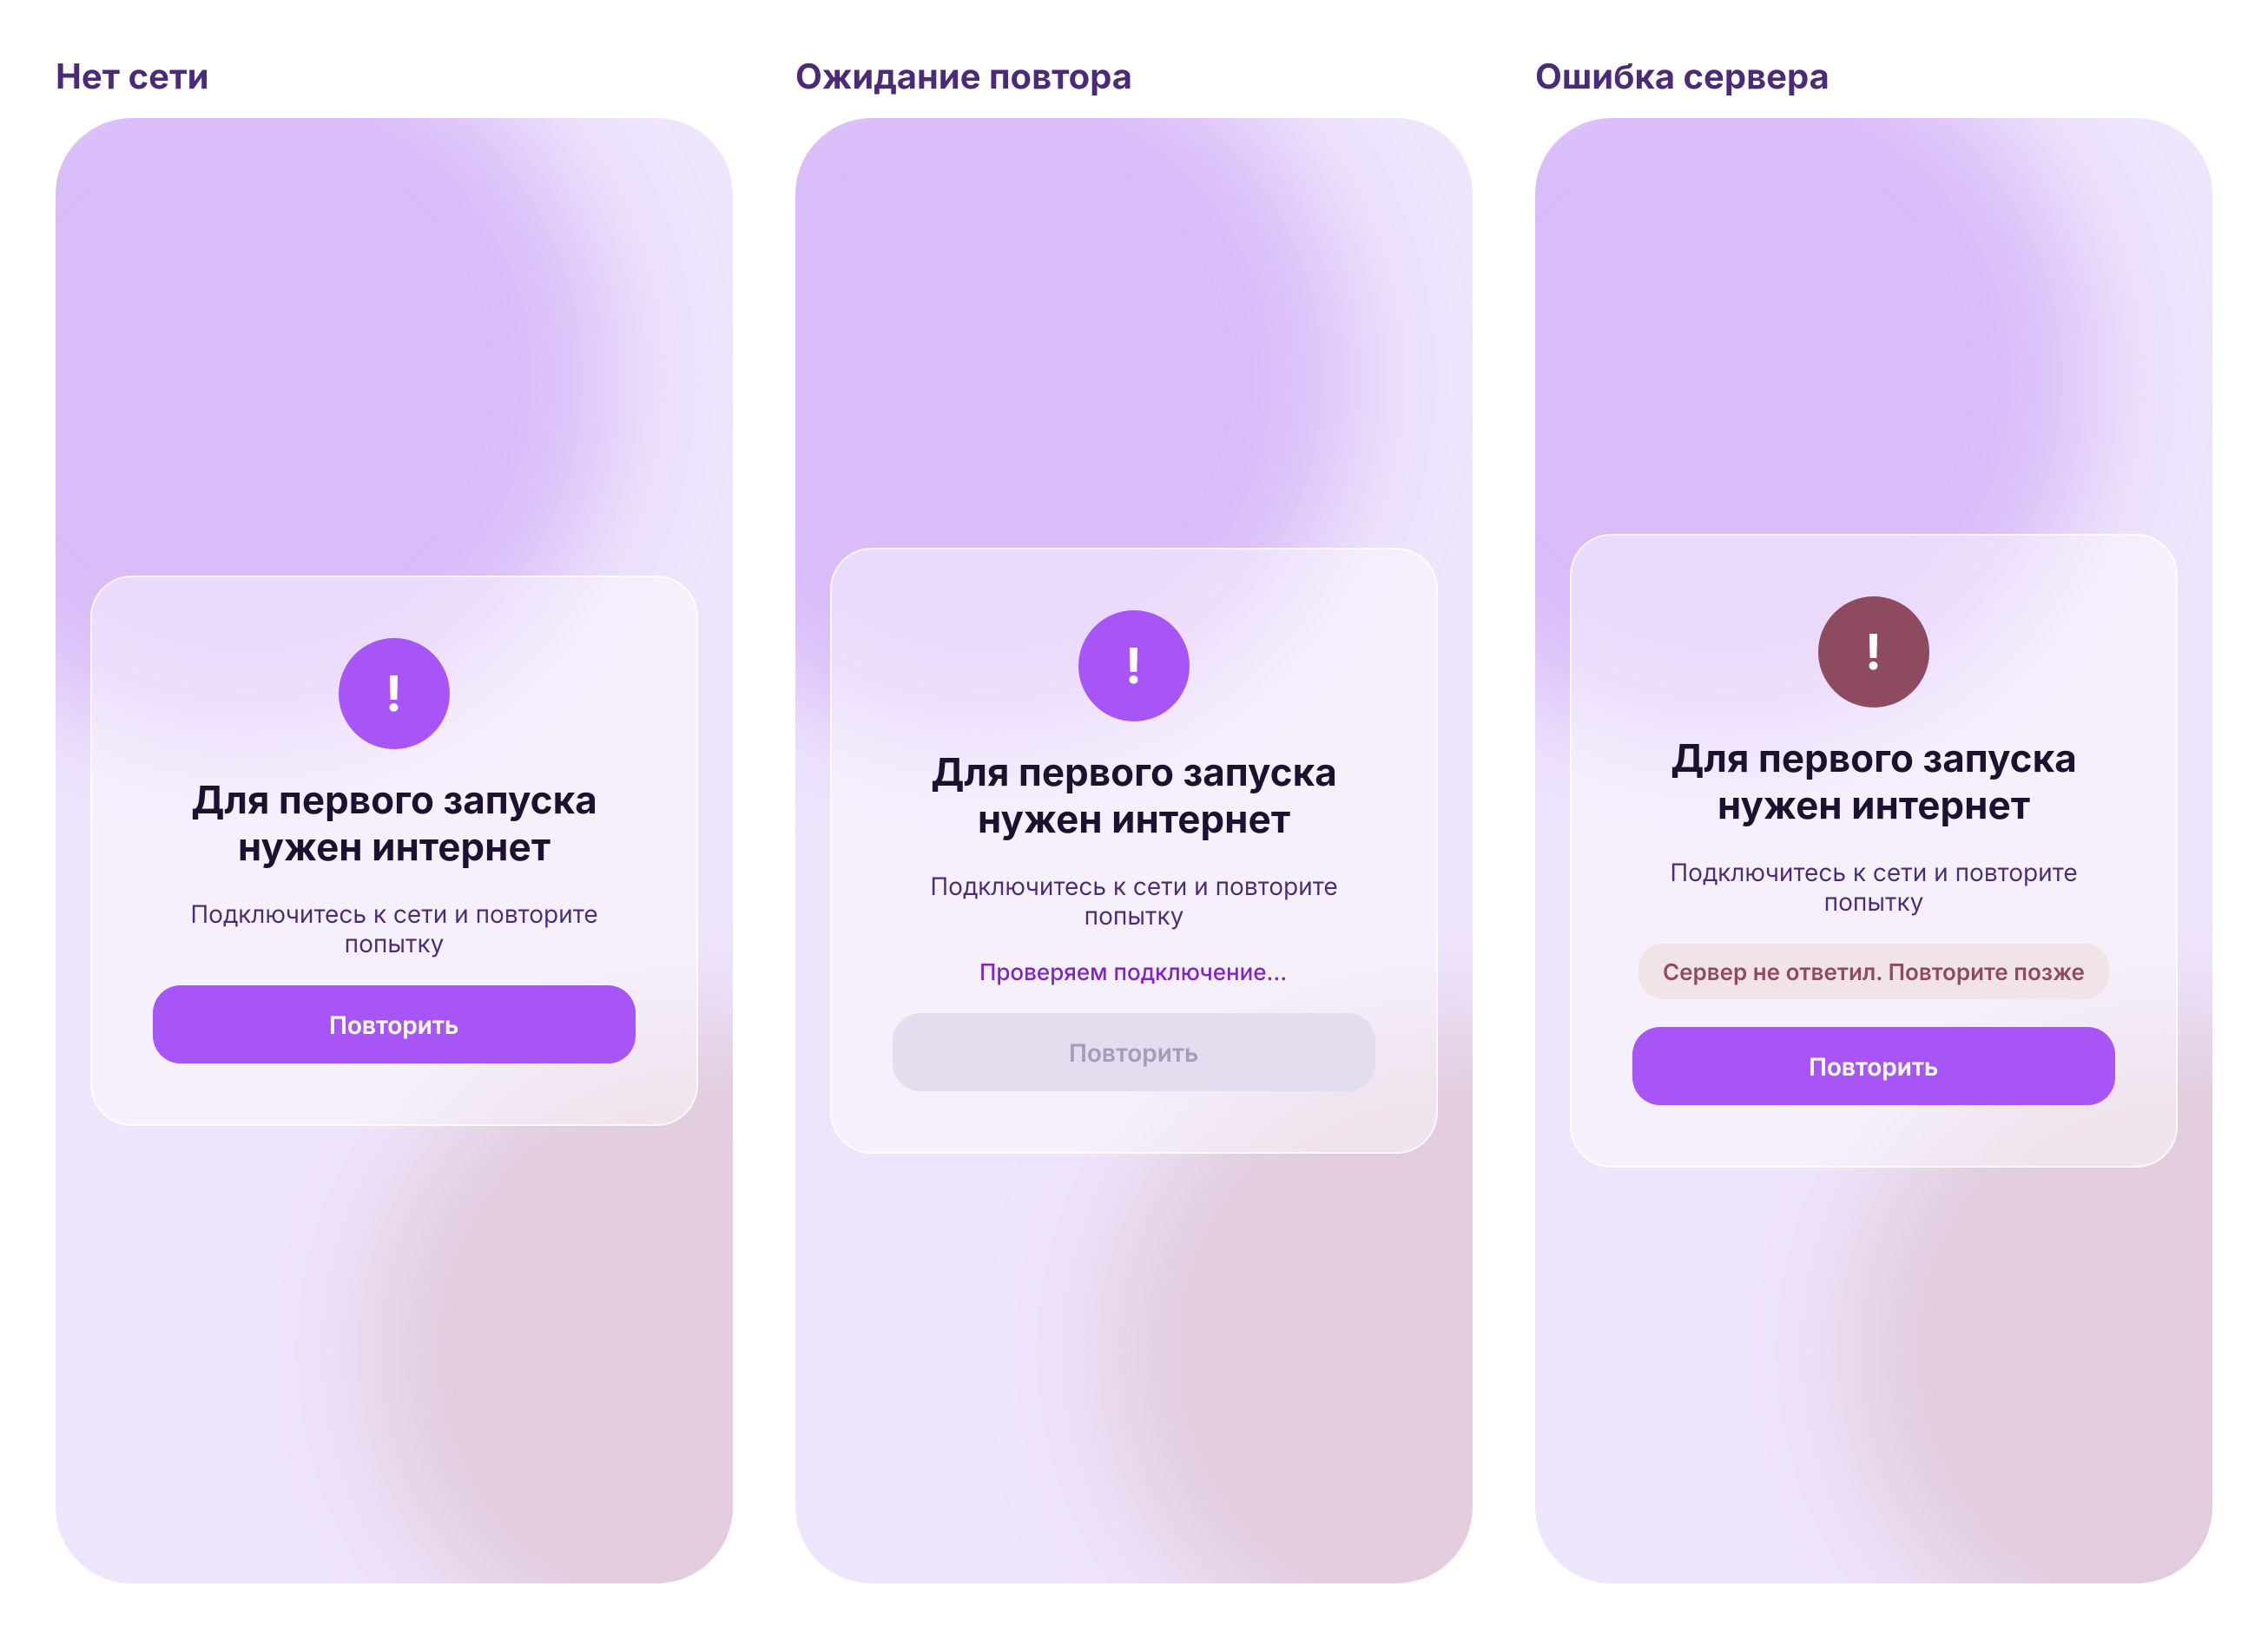 Нет сети
!
Для первого запуска
нужен интернет
Подключитесь к сети и повторите
попытку
Повторить
Ожидание повтора
!
Для первого запуска
нужен интернет
Подключитесь к сети и повторите
попытку
Проверяем подключение...
Повторить
Ошибка сервера
!
Для первого запуска
нужен интернет
Подключитесь к сети и повторите
попытку
Сервер не ответил. Повторите позже
Повторить